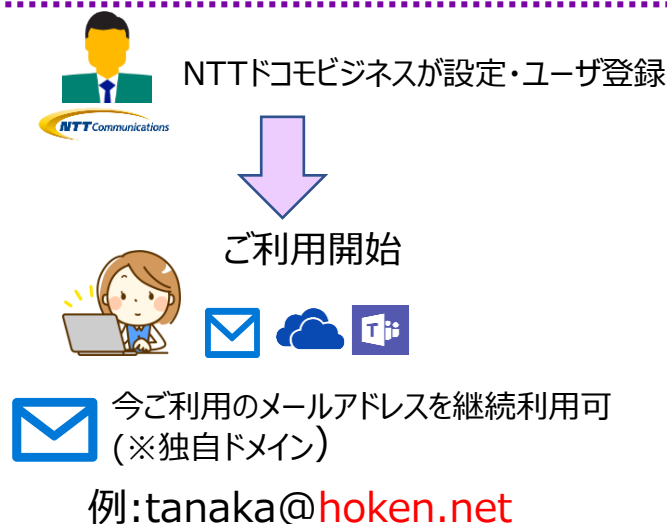 NTTドコモビジネスが設定・ユーザ登録
NTT Communications
ご利用開始
T
今ご利用のメールアドレスを継続利用可
(※独自ドメイン)
例:tanaka@hoken.net